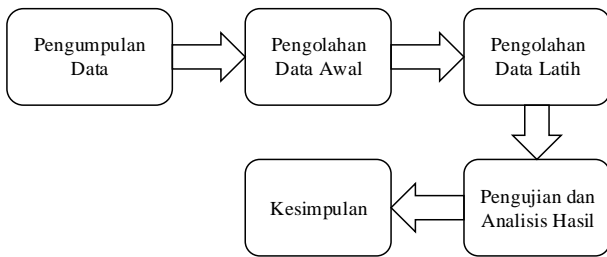 Pengumpulan
Data
Pengolahan
Data Awal
Pengolahan
Data Latih
Pengujian dan
Analisis Hasil
Kesimpulan